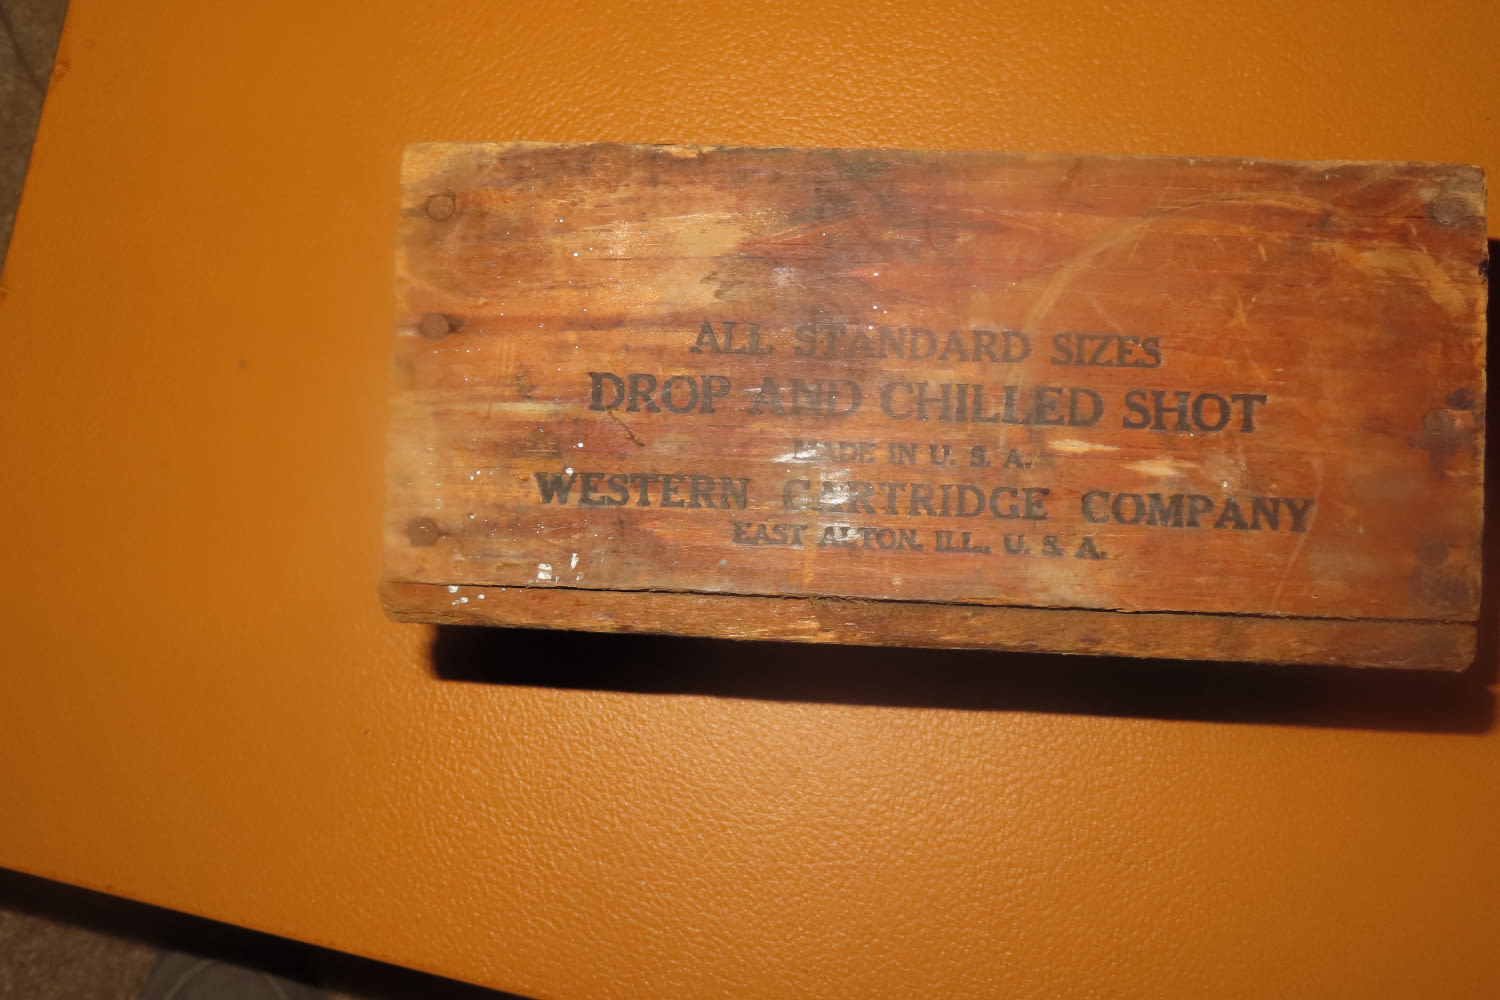 ALL STANDARD SIZES
DROP AND CHILLED SHOT
MADE IN U. S. A.
WESTERN CARTRIDGE COMPANY
EAST ALTON, ILL., U. S. A.